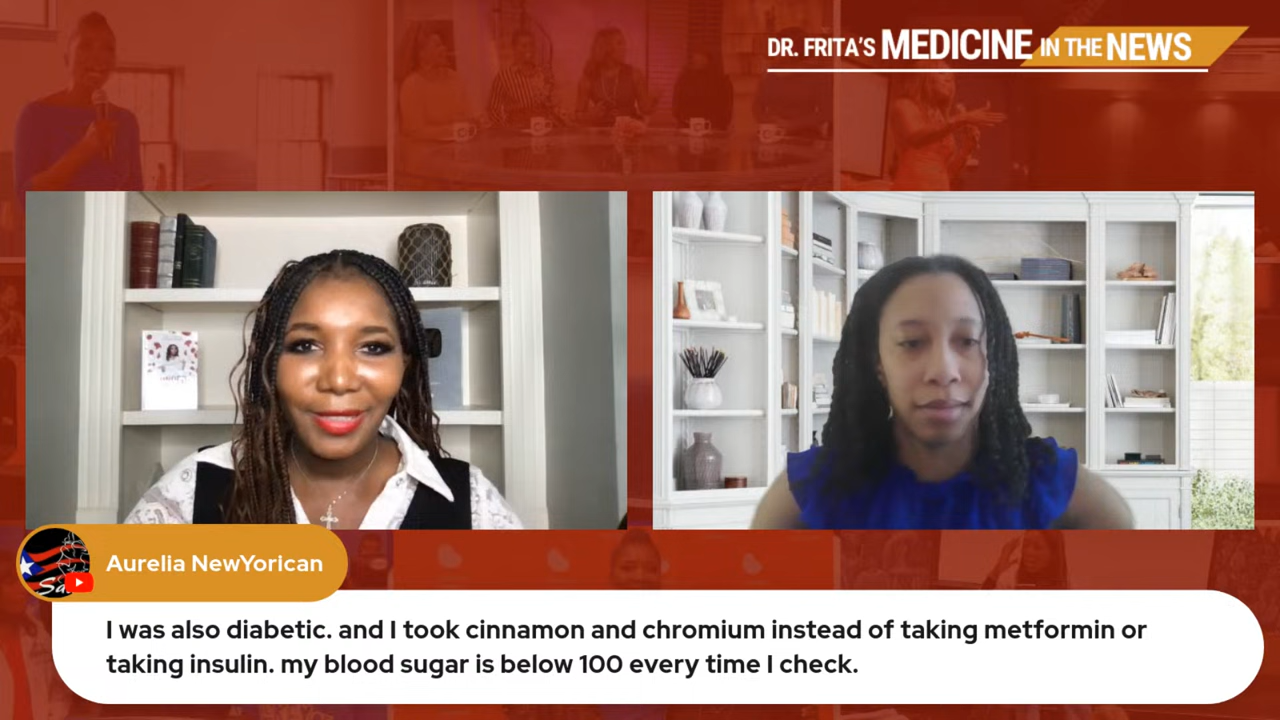 DR. FRITA'S MEDICINE IN THE NEWS
Aurelia NewYorican
I was also diabetic. and I took cinnamon and chromium instead of taking metformin or
taking insulin. my blood sugar is below 100 every time I check.